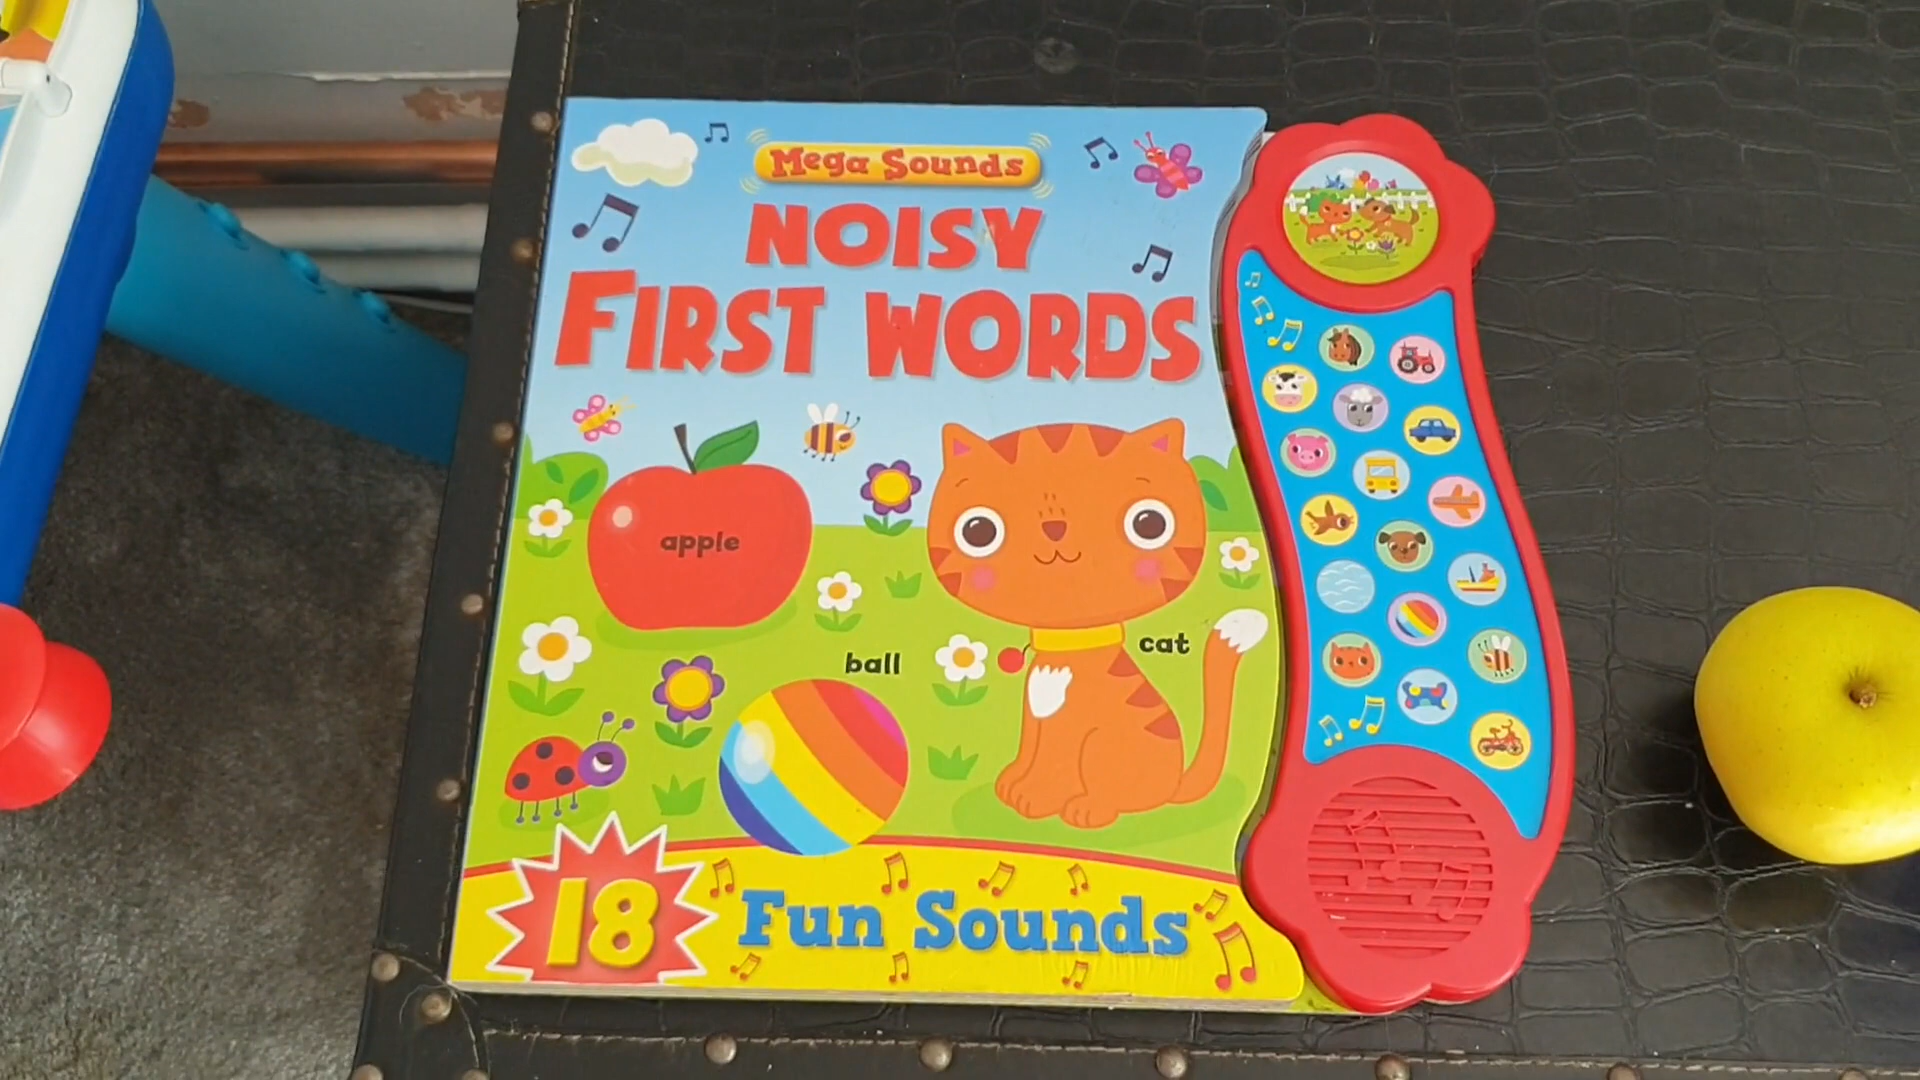 Mega Sounds
NOISY
FIRST WORDS
apple
ball
cat
18
Fun Sounds